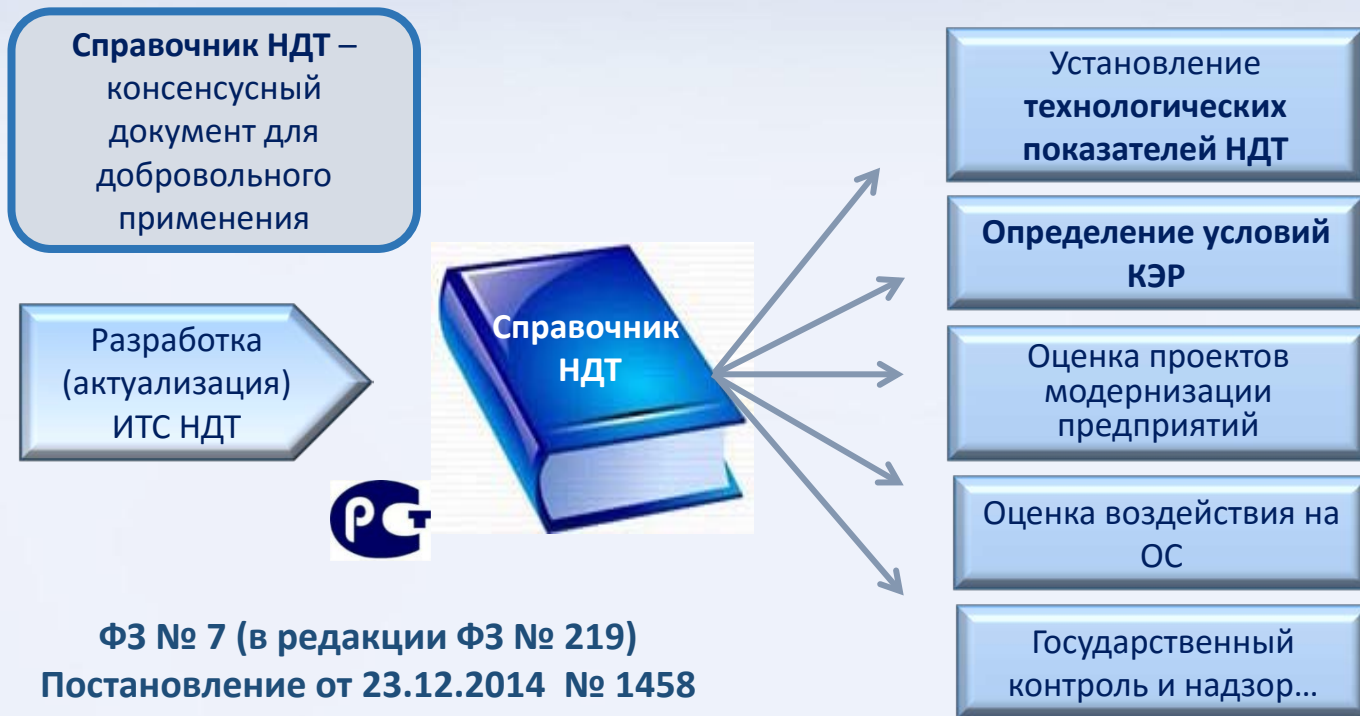 Справочник НДТ –
консенсусный
документ для
добровольного
применения
Разработка
(актуализация)
ИТС НДТ
Справочник
НДТ
РСТ
ФЗ № 7 (в редакции ФЗ № 219)
Постановление от 23.12.2014 № 1458
Установление
технологических
показателей НДТ
Определение условий
КЭР
Оценка проектов
модернизации
предприятий
Оценка воздействия на
ОС
Государственный
контроль и надзор…